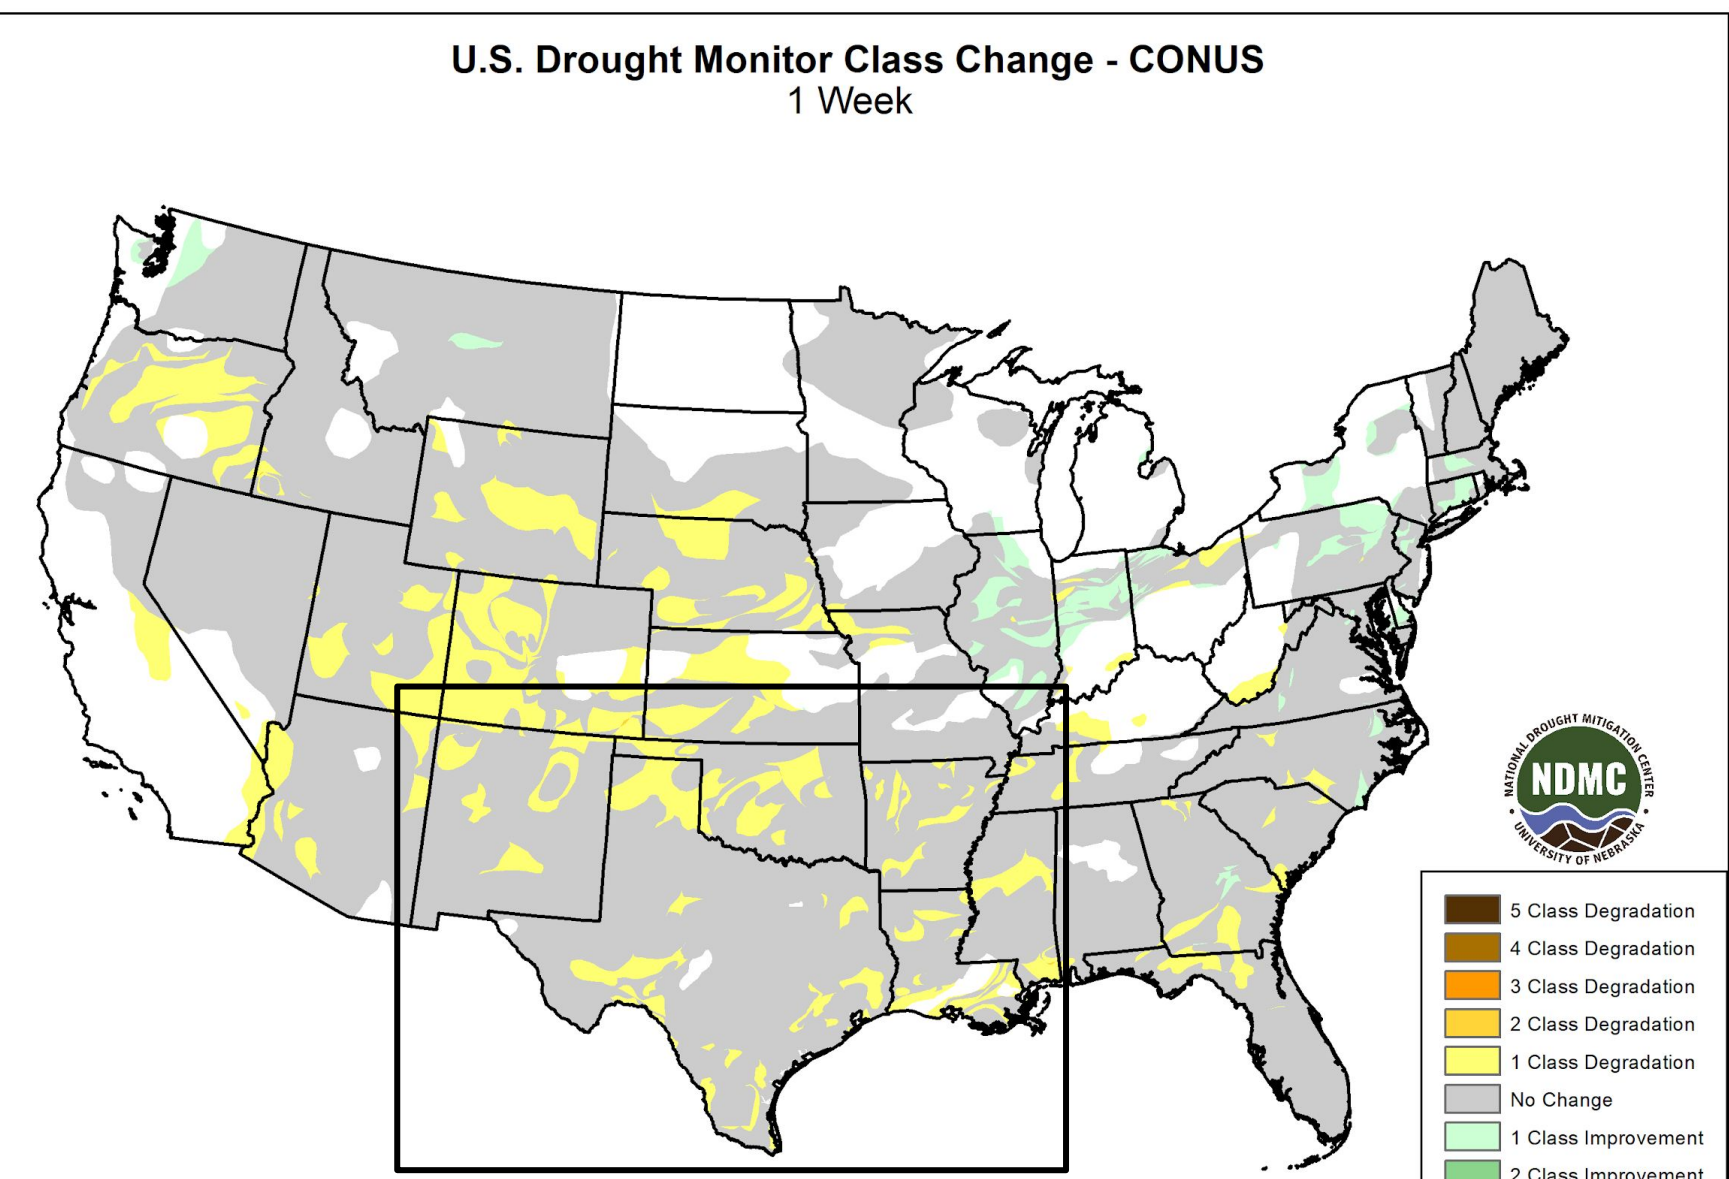 U.S. Drought Monitor Class Change - CONUS
1 Week
NATIONAL DROUGHT MITIGATION CENTER
NDMC
UNIVERSITY OF NEBRASKA
5 Class Degradation
4 Class Degradation
3 Class Degradation
2 Class Degradation
1 Class Degradation
No Change
1 Class Improvement
2 Class Improvement